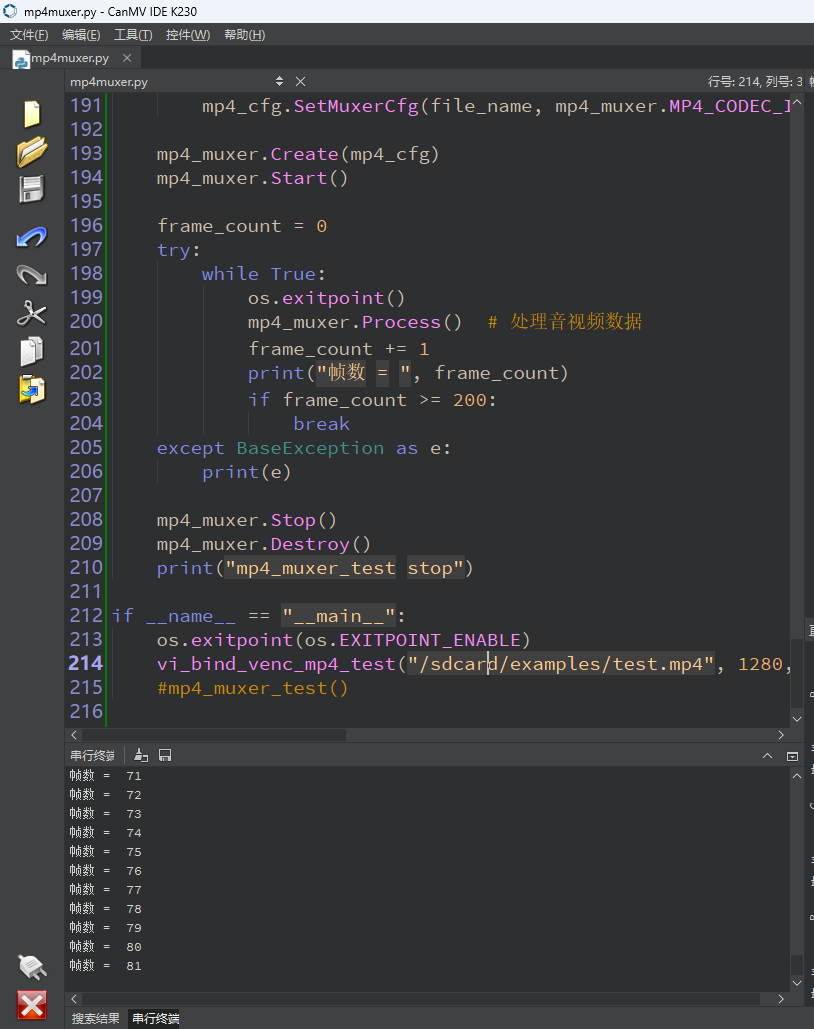 mp4muxer.py - CanMV IDE K230
文件(F) 编辑(E) 工具(T) 控件(W) 帮助(H)
mp4muxer.py
mp4muxer.py 行号: 214, 列号: 3
191 mp4_cfg.SetMuxerCfg(file_name, mp4_muxer.MP4_CODEC_I
192
193 mp4_muxer.Create(mp4_cfg)
194 mp4_muxer.Start()
195
196 frame_count = 0
197 try:
198 while True:
199 os.exitpoint()
200 mp4_muxer.Process() # 处理音视频数据
201 frame_count += 1
202 print("帧数 = ", frame_count)
203 if frame_count >= 200:
204 break
205 except BaseException as e:
206 print(e)
207
208 mp4_muxer.Stop()
209 mp4_muxer.Destroy()
210 print("mp4_muxer_test stop")
211
212 if __name__ == "__main__":
213 os.exitpoint(os.EXITPOINT_ENABLE)
214 vi_bind_venc_mp4_test("/sdcard/examples/test.mp4", 1280,
215 #mp4_muxer_test()
216
串行终端
帧数 = 71
帧数 = 72
帧数 = 73
帧数 = 74
帧数 = 75
帧数 = 76
帧数 = 77
帧数 = 78
帧数 = 79
帧数 = 80
帧数 = 81
搜索结果 串行终端